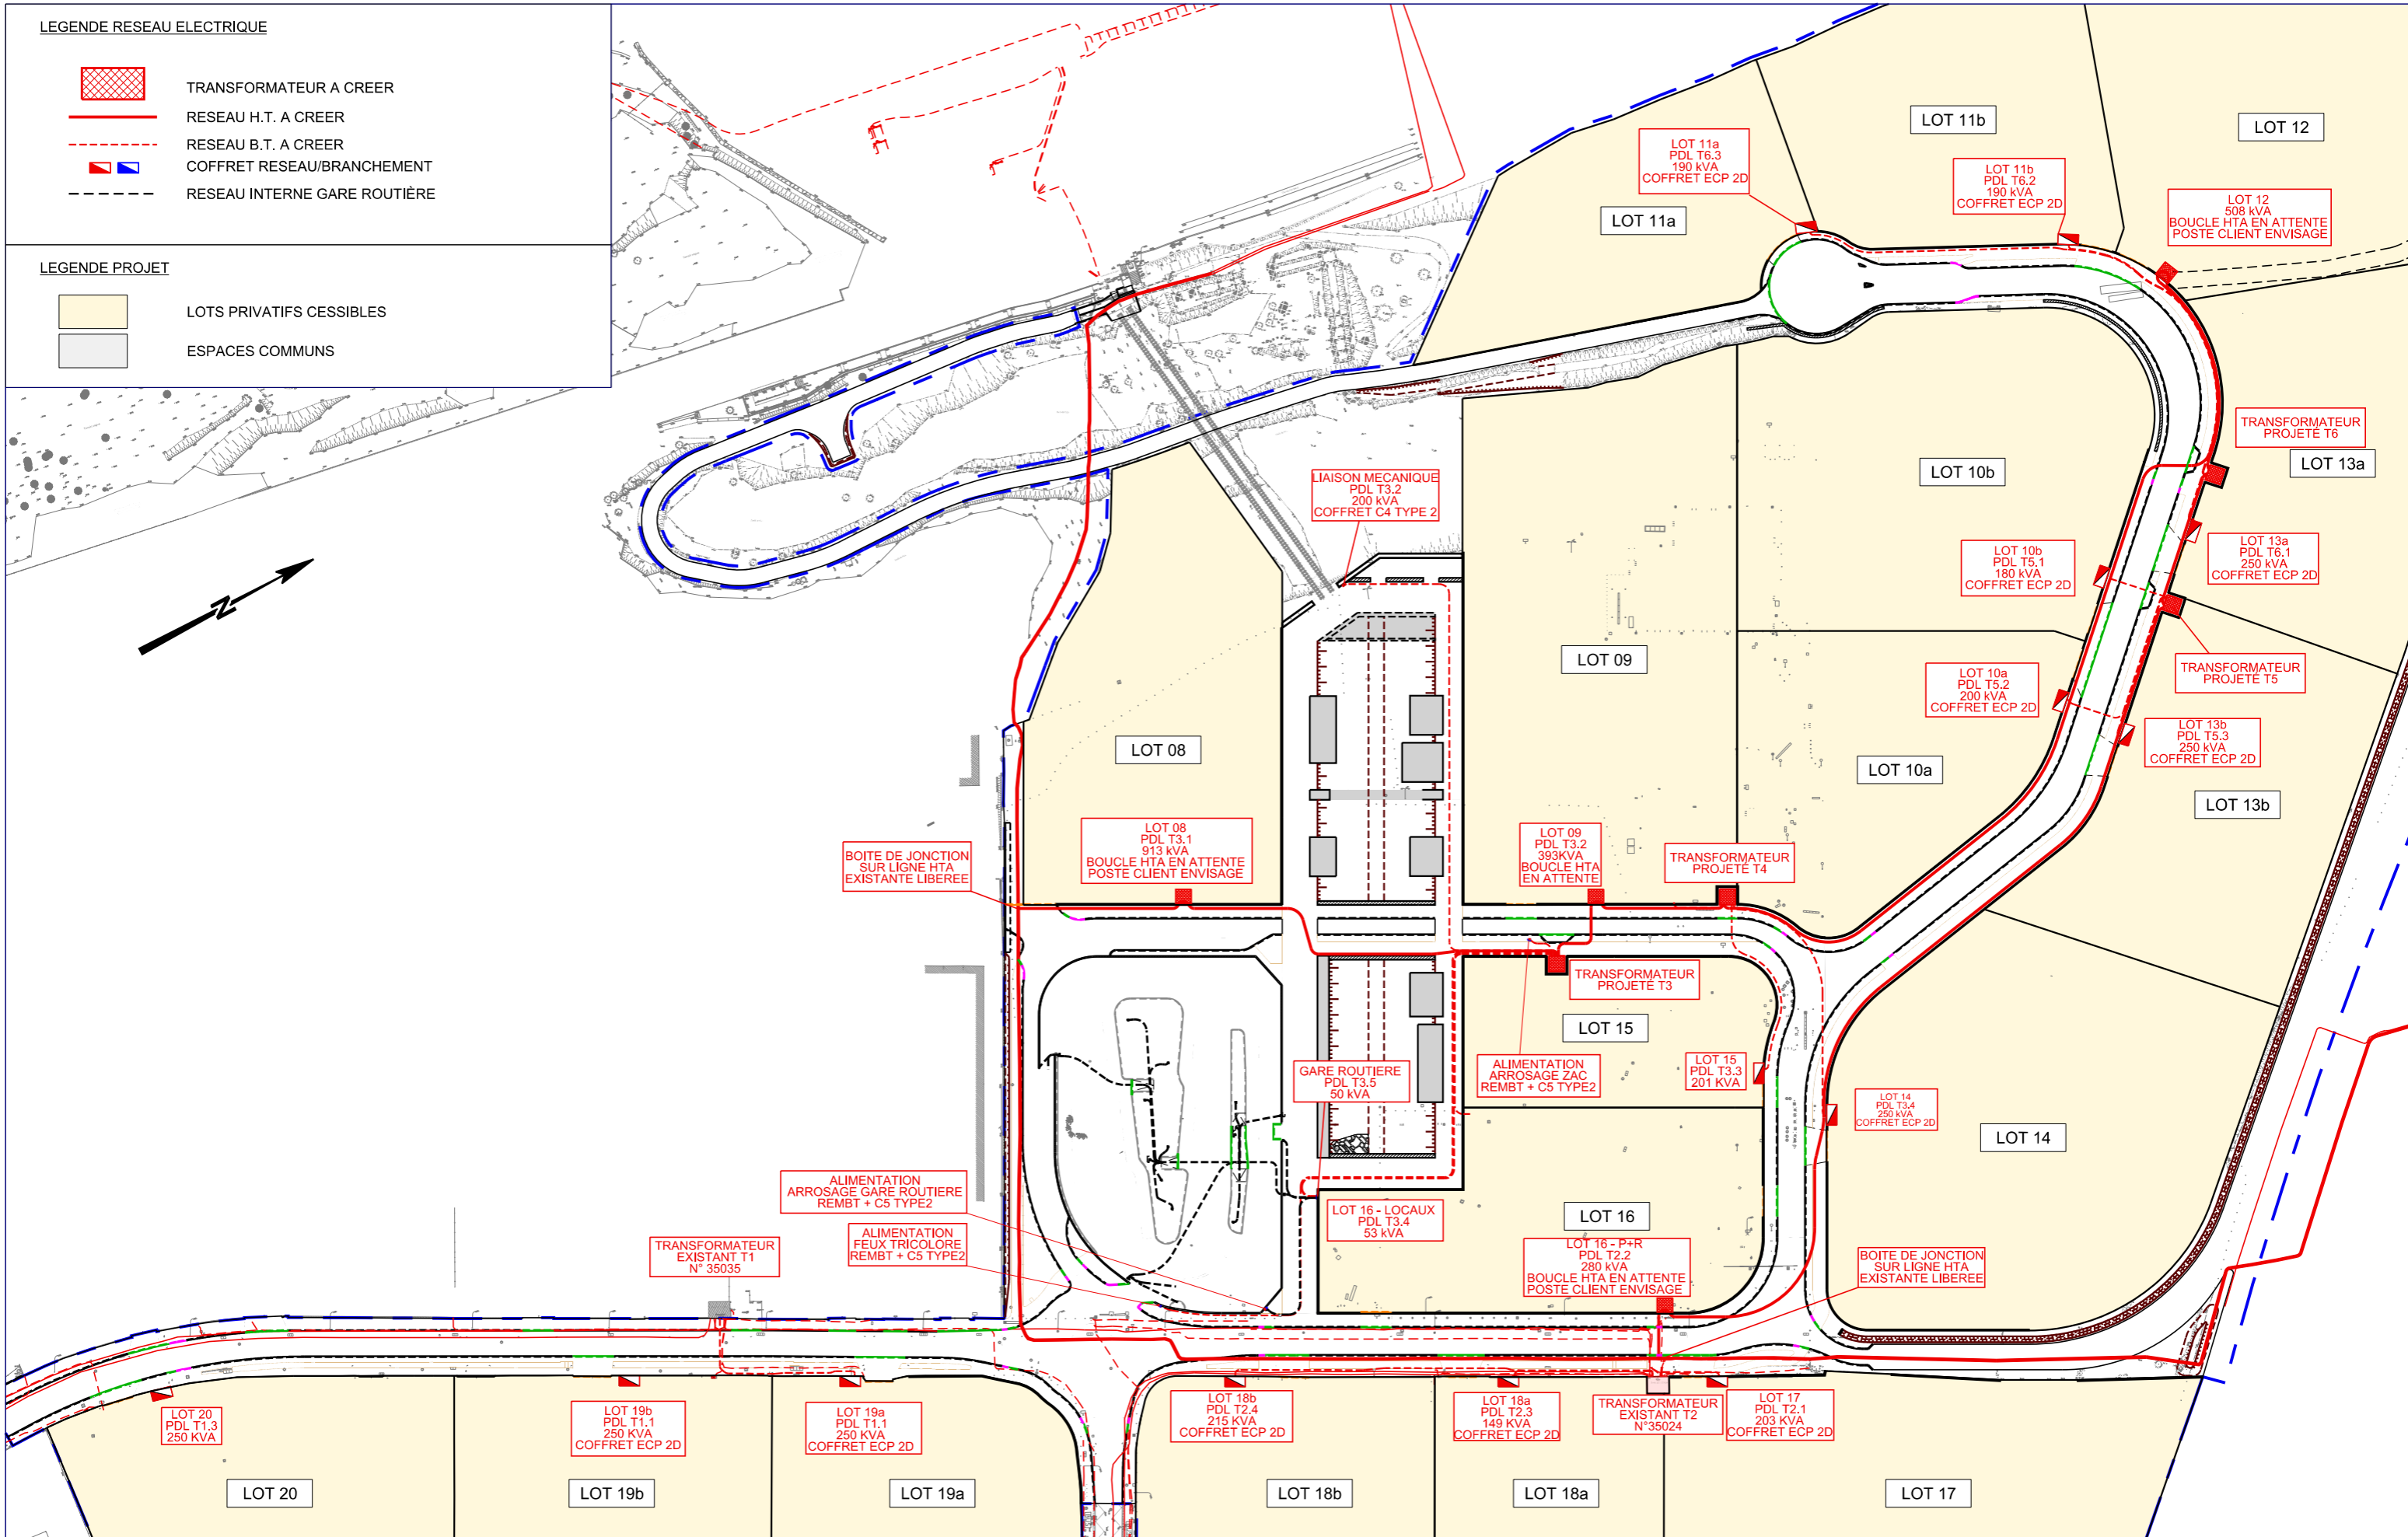 LEGENDE RESEAU ELECTRIQUE
TRANSFORMATEUR A CREER
RESEAU H.T. A CREER
RESEAU B.T. A CREER
COFFRET RESEAU/BRANCHEMENT
RESEAU INTERNE GARE ROUTIÈRE
LEGENDE PROJET
LOTS PRIVATIFS CESSIBLES
ESPACES COMMUNS
N
LOT 11a
PDL T6.3
190 kVA
COFFRET ECP 2D
LOT 11a
LOT 11b
LOT 11b
PDL T6.2
190 kVA
COFFRET ECP 2D
LOT 12
LOT 12
508 kVA
BOUCLE HTA EN ATTENTE
POSTE CLIENT ENVISAGE
TRANSFORMATEUR
PROJETÉ T6
LOT 13a
LOT 10b
LIAISON MECANIQUE
PDL T3.2
200 kVA
COFFRET C4 TYPE 2
LOT 10b
PDL T5.1
180 kVA
COFFRET ECP 2D
LOT 13a
PDL T6.1
250 kVA
COFFRET ECP 2D
LOT 09
TRANSFORMATEUR
PROJETÉ T5
LOT 10a
PDL T5.2
200 kVA
COFFRET ECP 2D
LOT 13b
PDL T5.3
250 kVA
COFFRET ECP 2D
LOT 08
LOT 10a
LOT 13b
BOITE DE JONCTION
SUR LIGNE HTA
EXISTANTE LIBEREE
LOT 08
PDL T3.1
913 kVA
BOUCLE HTA EN ATTENTE
POSTE CLIENT ENVISAGE
LOT 09
PDL T3.2
393KVA
BOUCLE HTA
EN ATTENTE
TRANSFORMATEUR
PROJETÉ T4
TRANSFORMATEUR
PROJETÉ T3
LOT 15
GARE ROUTIERE
PDL T3.5
50 kVA
ALIMENTATION
ARROSAGE ZAC
REMBT + C5 TYPE2
LOT 15
PDL T3.3
201 KVA
LOT 14
PDL T3.4
250 kVA
COFFRET ECP 2D
LOT 14
ALIMENTATION
ARROSAGE GARE ROUTIERE
REMBT + C5 TYPE2
ALIMENTATION
FEUX TRICOLORE
REMBT + C5 TYPE2
LOT 16 - LOCAUX
PDL T3.4
53 kVA
LOT 16
LOT 16 - P+R
PDL T2.2
280 kVA
BOUCLE HTA EN ATTENTE
POSTE CLIENT ENVISAGE
BOITE DE JONCTION
SUR LIGNE HTA
EXISTANTE LIBEREE
TRANSFORMATEUR
EXISTANT T1
N° 35035
LOT 20
PDL T1.3
250 KVA
LOT 19b
PDL T1.1
250 KVA
COFFRET ECP 2D
LOT 19a
PDL T1.1
250 KVA
COFFRET ECP 2D
LOT 18b
PDL T2.4
215 KVA
COFFRET ECP 2D
LOT 18a
PDL T2.3
149 KVA
COFFRET ECP 2D
TRANSFORMATEUR
EXISTANT T2
N°35024
LOT 17
PDL T2.1
203 KVA
COFFRET ECP 2D
LOT 20
LOT 19b
LOT 19a
LOT 18b
LOT 18a
LOT 17